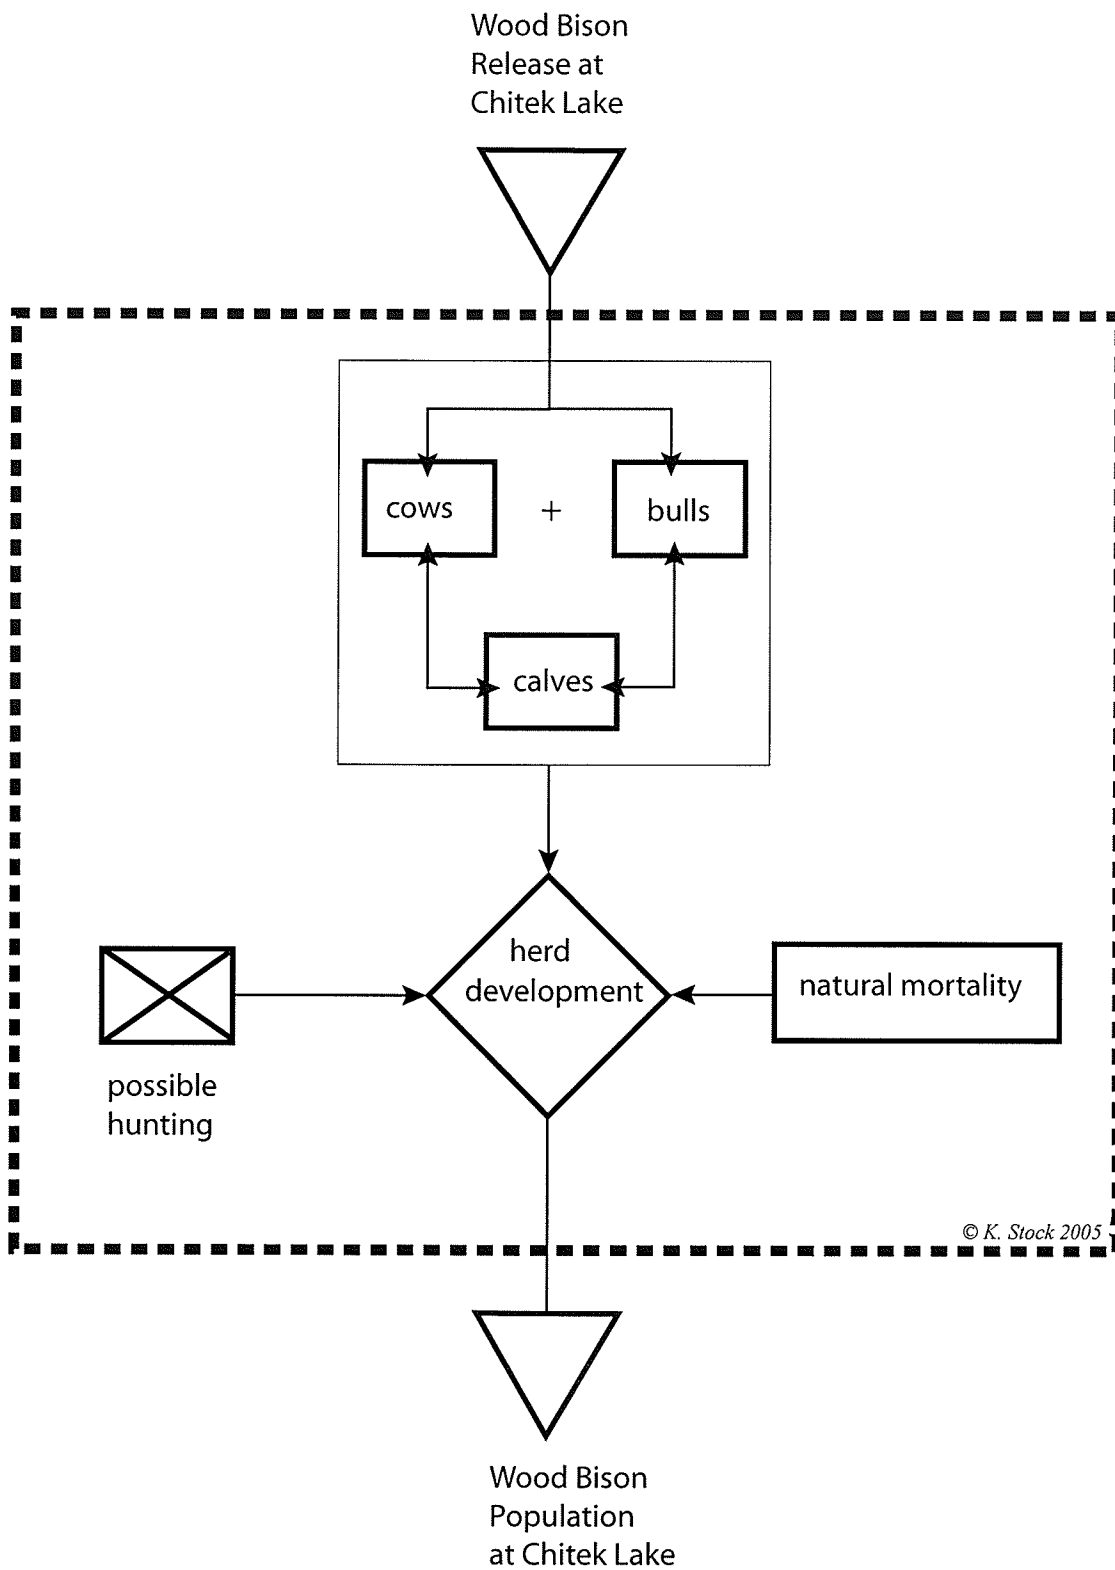 Wood Bison
Release at
Chitek Lake
cows
+
bulls
calves
herd
development
natural mortality
possible
hunting
© K. Stock 2005
Wood Bison
Population
at Chitek Lake